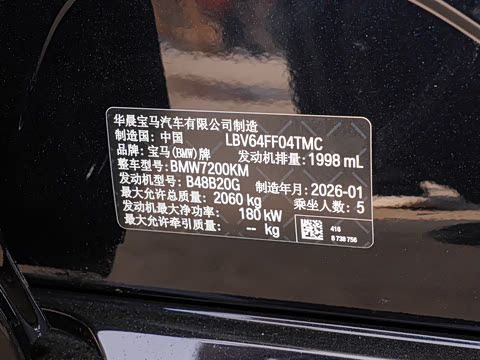 华晨宝马汽车有限公司制造
制造国：中国 LBV64FF04TMC
品牌：宝马(BMW)牌 发动机排量：1998 mL
整车型号：BMW7200KM
发动机型号：B48B20G 制造年月：2026-01
最大允许总质量：2060 kg 乘坐人数：5
发动机最大净功率：180 kW
最大允许牵引质量：-- kg
416
8 738 756